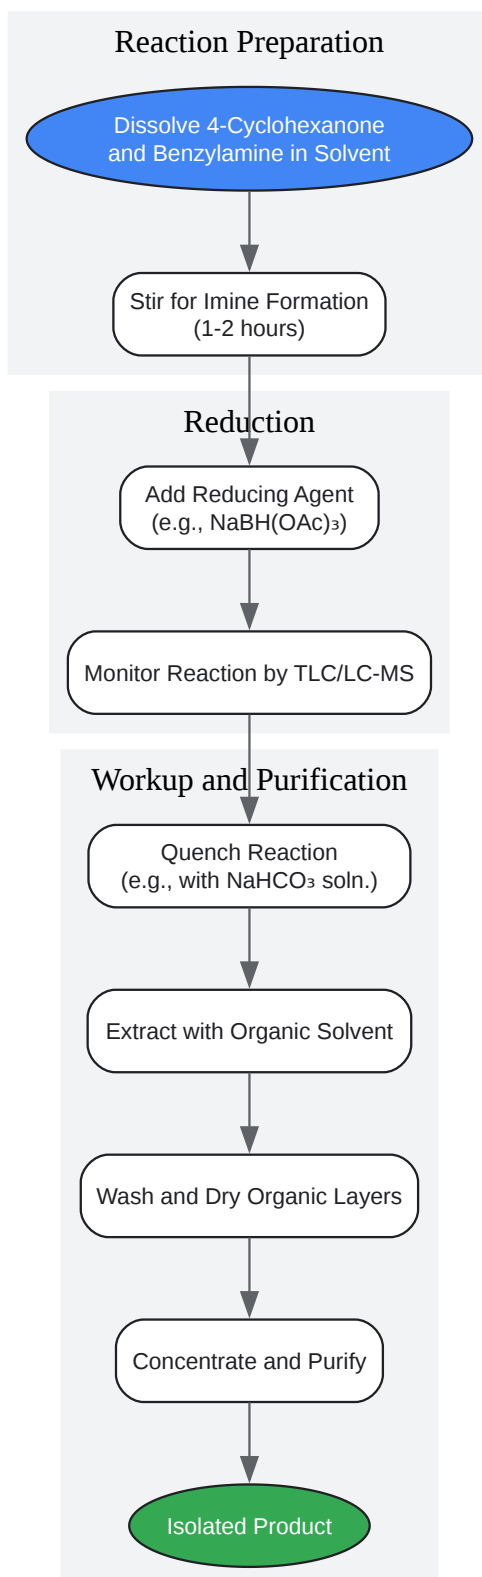 Reaction Preparation
Dissolve 4-Cyclohexanone
and Benzylamine in Solvent
Stir for Imine Formation
(1-2 hours)
Reduction
Add Reducing Agent
(e.g., NaBH(OAc)₃)
Monitor Reaction by TLC/LC-MS
Workup and Purification
Quench Reaction
(e.g., with NaHCO₃ soln.)
Extract with Organic Solvent
Wash and Dry Organic Layers
Concentrate and Purify
Isolated Product